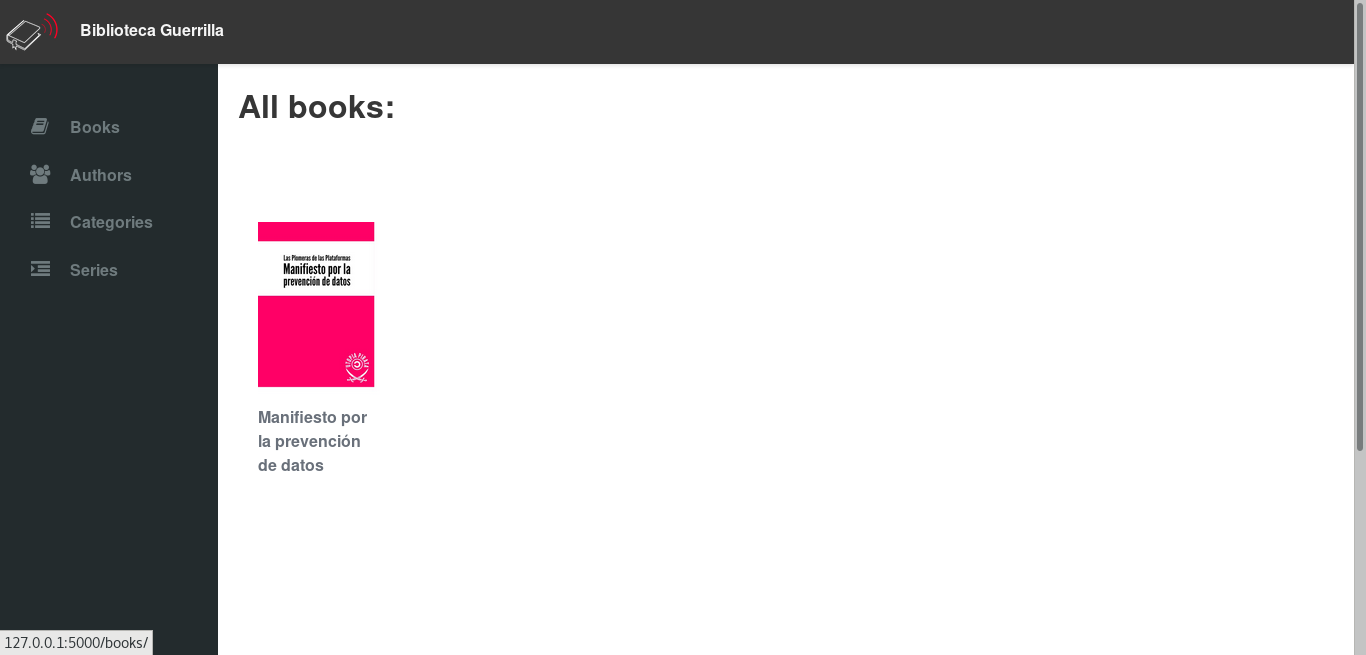 Biblioteca Guerrilla
Books
Authors
Categories
Series
All books:
Las Plomeras de las Plataformas
Manifiesto por la
prevención de datos
Manifiesto por
la prevención
de datos
127.0.0.1:5000/books/